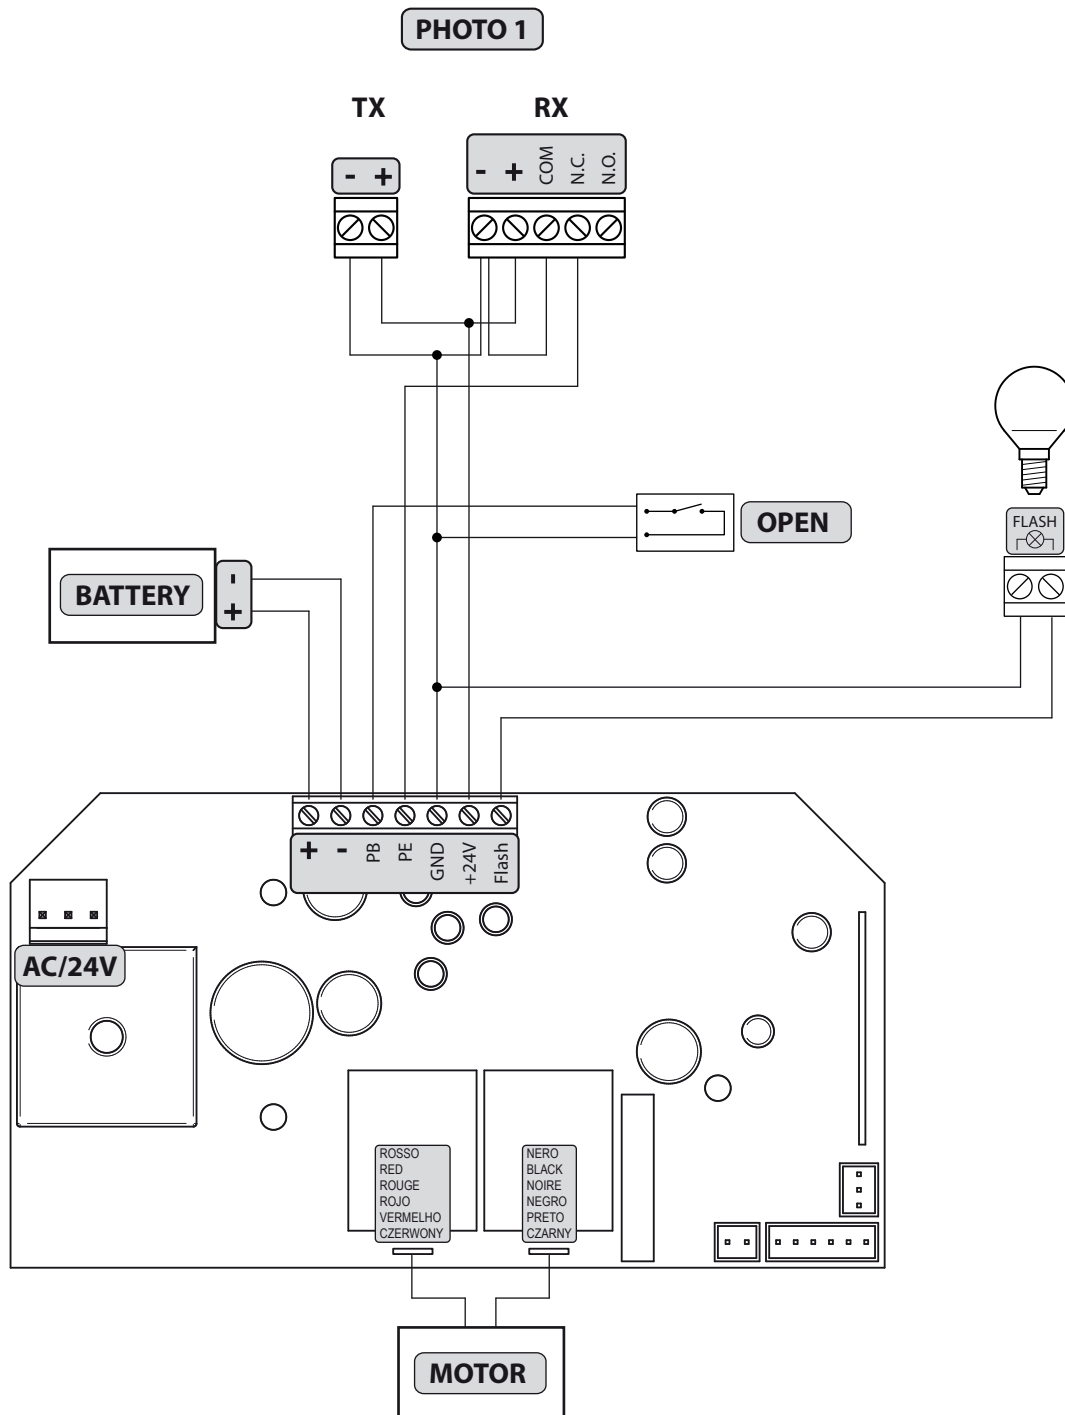 PHOTO 1
TX RX
- +
- + COM N.C. N.O.
FLASH
OPEN
BATTERY
-
+
+ - PB PE GND +24V Flash
AC/24V
ROSSO
RED
ROUGE
ROJO
VERMELHO
CZERWONY
NERO
BLACK
NOIRE
NEGRO
PRETO
CZARNY
MOTOR